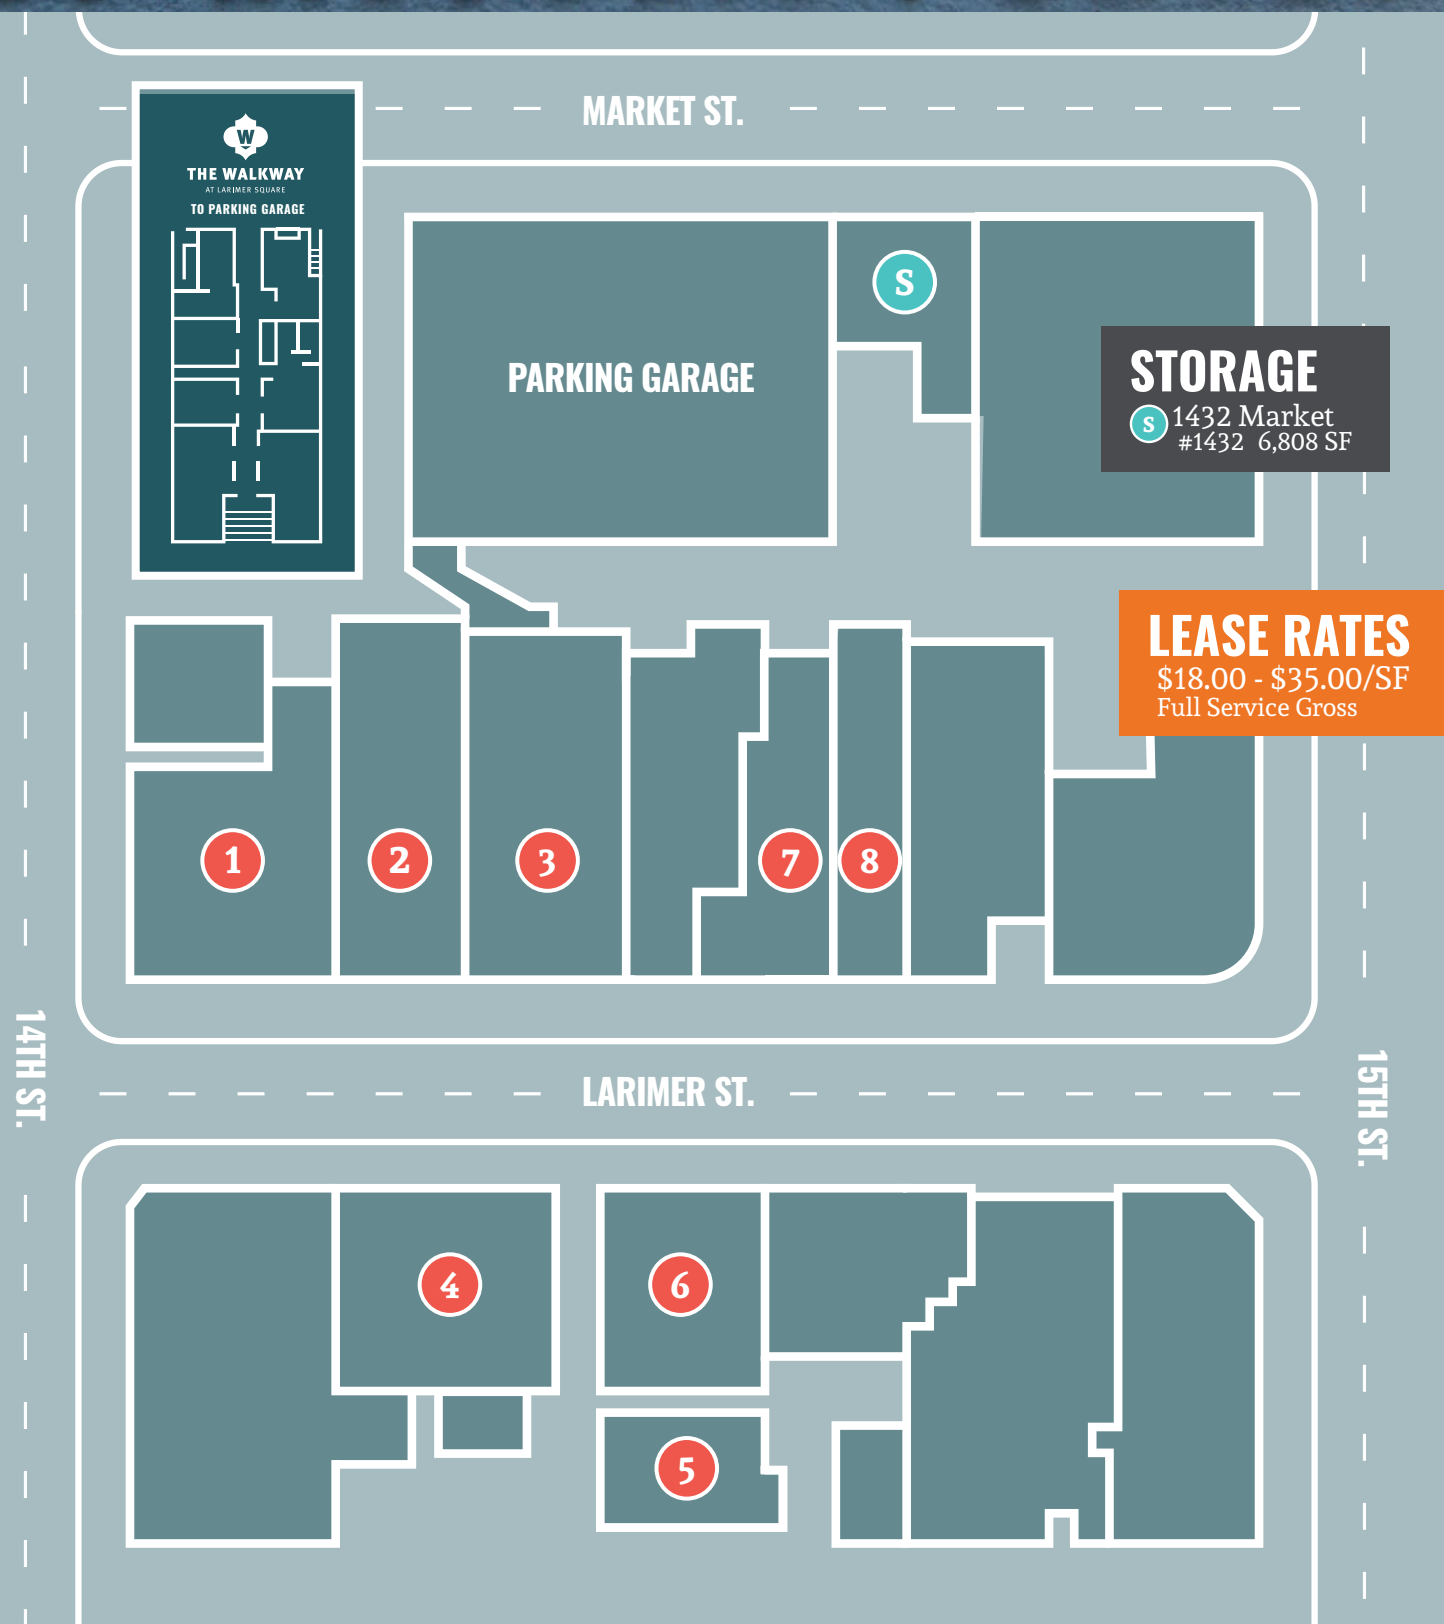 MARKET ST.
W
THE WALKWAY
AT LARIMER SQUARE
TO PARKING GARAGE
S
PARKING GARAGE
STORAGE
S 1432 Market
#1432 6,808 SF
LEASE RATES
$18.00 - $35.00/SF
Full Service Gross
1
2
3
7
8
14TH ST.
LARIMER ST.
15TH ST.
4
6
5